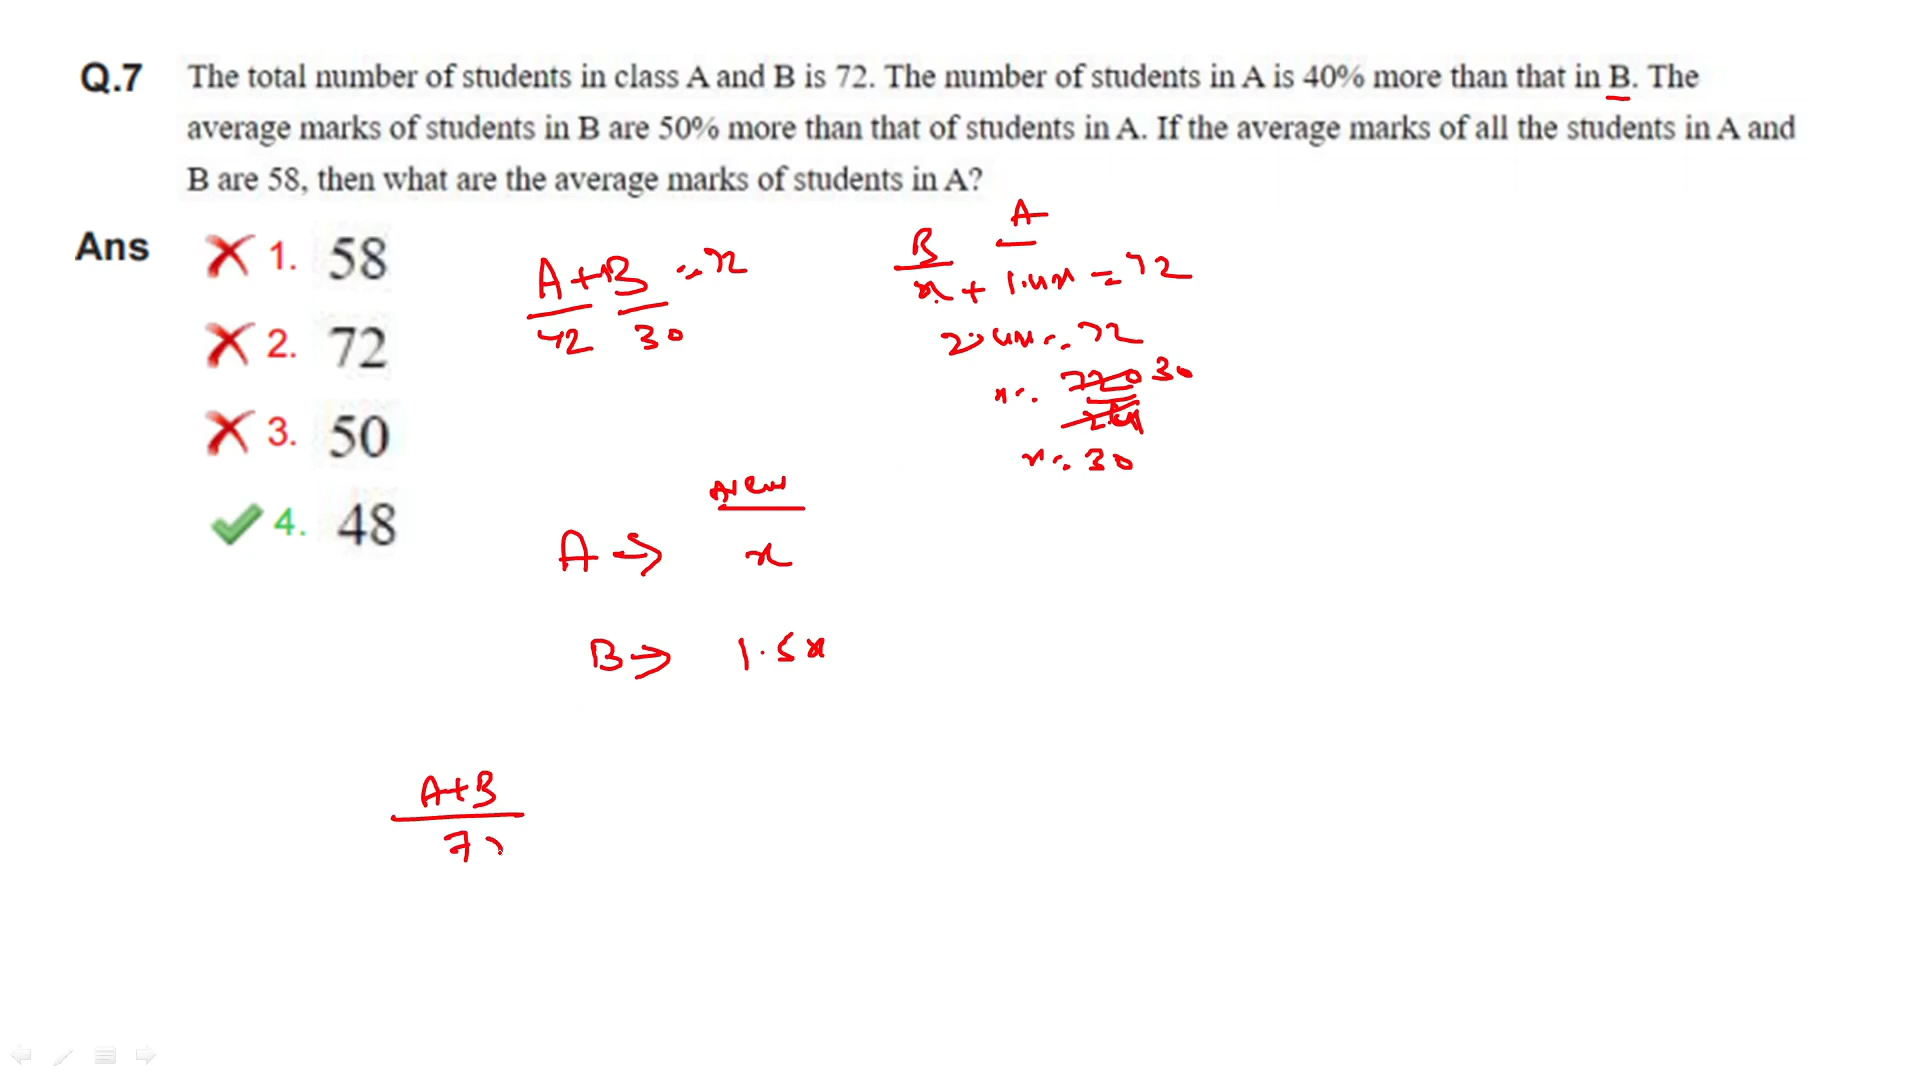 Q.7 The total number of students in class A and B is 72. The number of students in A is 40% more than that in B. The
average marks of students in B are 50% more than that of students in A. If the average marks of all the students in A and
B are 58, then what are the average marks of students in A?
Ans 1. 58
2. 72
3. 50
4. 48
A+B = 72
42 30
B A
x + 1.4x = 72
2.4x = 72
x = 720 30
x = 30
A → x
B → 1.5x
A+B